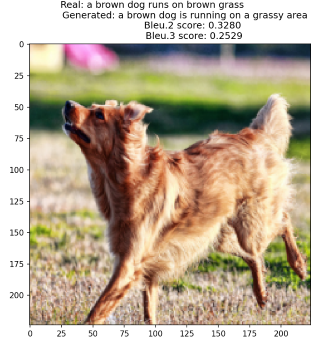 Real: a brown dog runs on brown grass
Generated: a brown dog is running on a grassy area
Bleu.2 score: 0.3280
Bleu.3 score: 0.2529
0
25
50
75
100
125
150
175
200
0 25 50 75 100 125 150 175 200